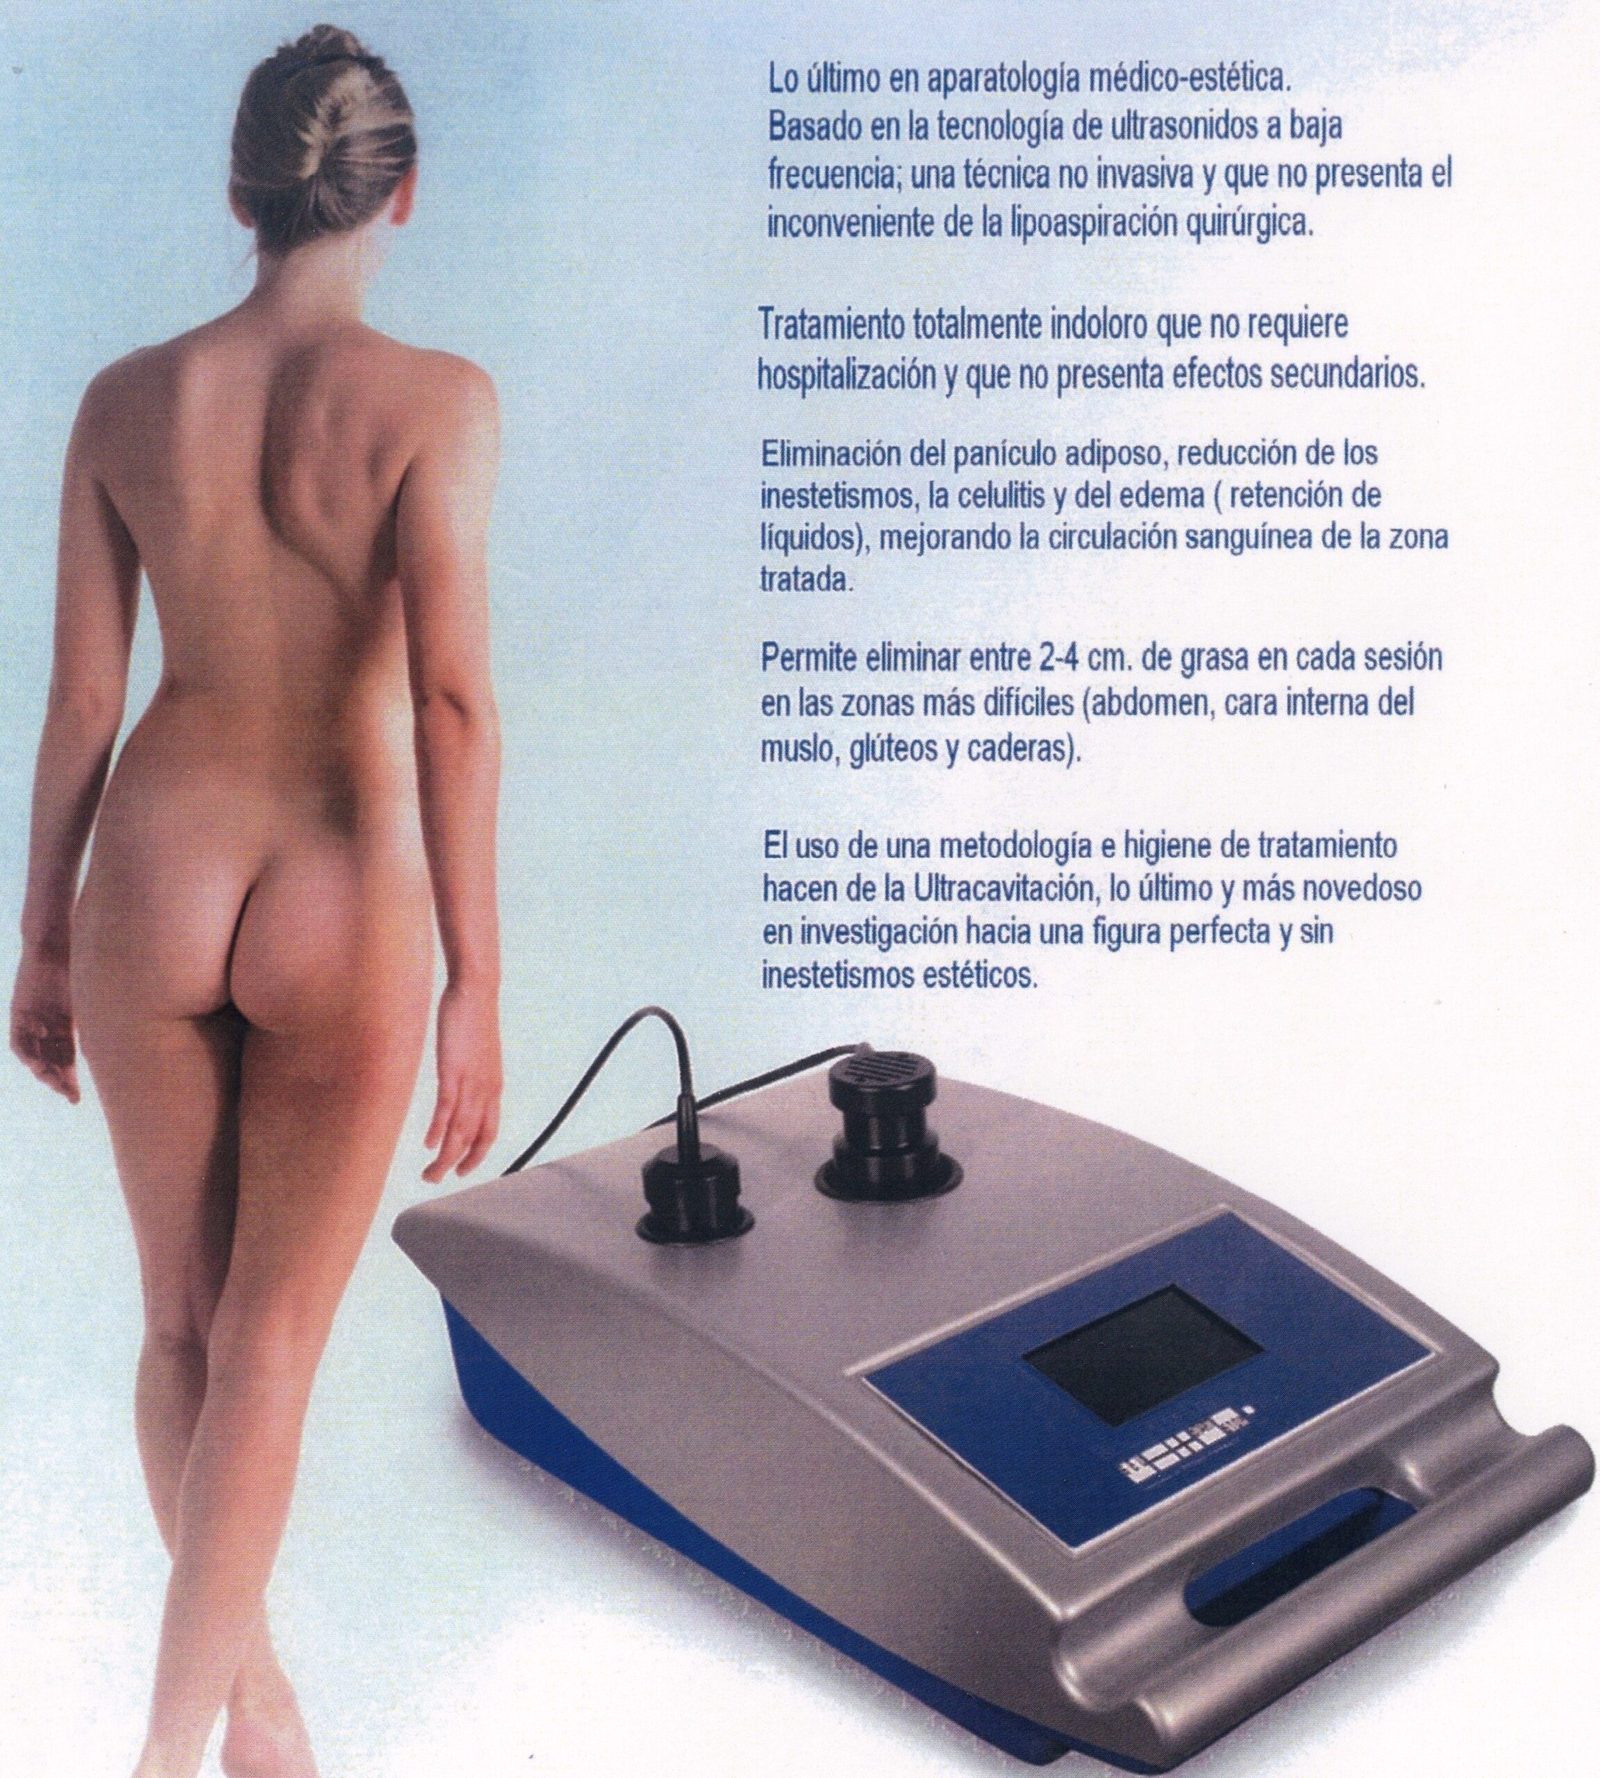 Lo último en aparatología médico-estética.
Basado en la tecnología de ultrasonidos a baja
frecuencia; una técnica no invasiva y que no presenta el
inconveniente de la lipoaspiración quirúrgica.
Tratamiento totalmente indoloro que no requiere
hospitalización y que no presenta efectos secundarios.
Eliminación del panículo adiposo, reducción de los
inestetismos, la celulitis y del edema ( retención de
líquidos), mejorando la circulación sanguínea de la zona
tratada.
Permite eliminar entre 2-4 cm. de grasa en cada sesión
en las zonas más difíciles (abdomen, cara interna del
muslo, glúteos y caderas).
El uso de una metodología e higiene de tratamiento
hacen de la Ultracavitación, lo último y más novedoso
en investigación hacia una figura perfecta y sin
inestetismos estéticos.